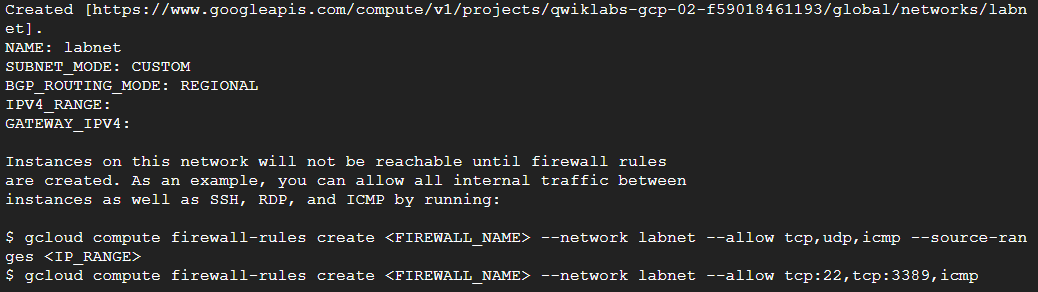 Created [https://www.googleapis.com/compute/v1/projects/qwiklabs-gcp-02-f59018461193/global/networks/labn
et].
NAME: labnet
SUBNET_MODE: CUSTOM
BGP_ROUTING_MODE: REGIONAL
IPV4_RANGE:
GATEWAY_IPV4:

Instances on this network will not be reachable until firewall rules
are created. As an example, you can allow all internal traffic between
instances as well as SSH, RDP, and ICMP by running:

$ gcloud compute firewall-rules create <FIREWALL_NAME> --network labnet --allow tcp,udp,icmp --source-ran
ges <IP_RANGE>
$ gcloud compute firewall-rules create <FIREWALL_NAME> --network labnet --allow tcp:22,tcp:3389,icmp